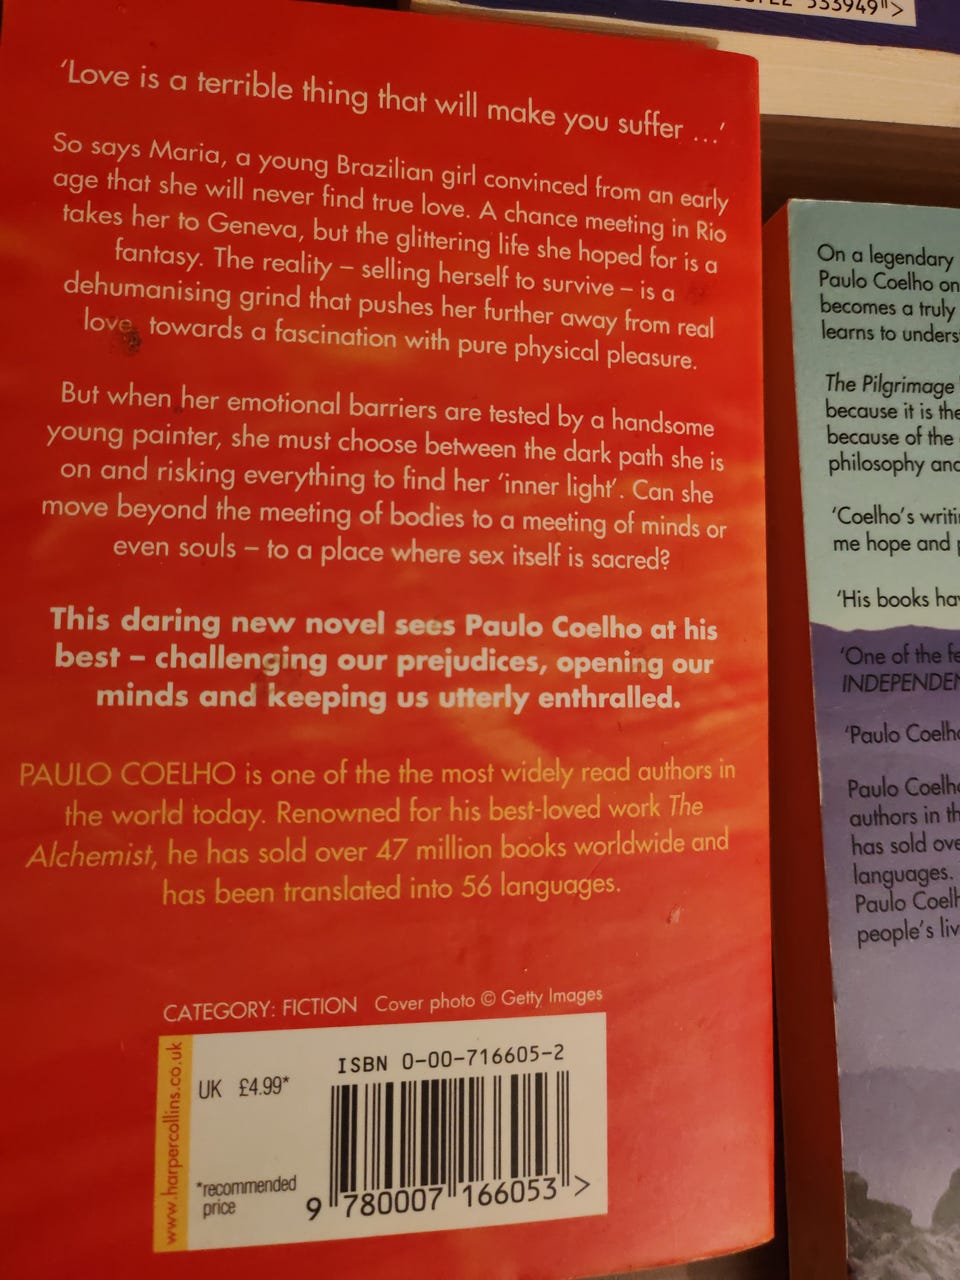 333949">
'Love is a terrible thing that will make you suffer ...'
So says Maria, a young Brazilian girl convinced from an early
age that she will never find true love. A chance meeting in Rio
takes her to Geneva, but the glittering life she hoped for is a
fantasy. The reality – selling herself to survive – is a
dehumanising grind that pushes her further away from real
love, towards a fascination with pure physical pleasure.
But when her emotional barriers are tested by a handsome
young painter, she must choose between the dark path she is
on and risking everything to find her 'inner light'. Can she
move beyond the meeting of bodies to a meeting of minds or
even souls – to a place where sex itself is sacred?
This daring new novel sees Paulo Coelho at his
best – challenging our prejudices, opening our
minds and keeping us utterly enthralled.
PAULO COELHO is one of the the most widely read authors in
the world today. Renowned for his best-loved work The
Alchemist, he has sold over 47 million books worldwide and
has been translated into 56 languages.
CATEGORY: FICTION Cover photo © Getty Images
www.harpercollins.co.uk
ISBN 0-00-716605-2
UK £4.99*
*recommended
price
9 780007 166053 >
On a legendary
Paulo Coelho on
becomes a truly
learns to unders
The Pilgrimage
because it is the
because of the
philosophy and
'Coelho's writi
me hope and
'His books hav
'One of the fe
INDEPENDEN
'Paulo Coelho
Paulo Coelho
authors in th
has sold ove
languages.
Paulo Coelh
people's liv